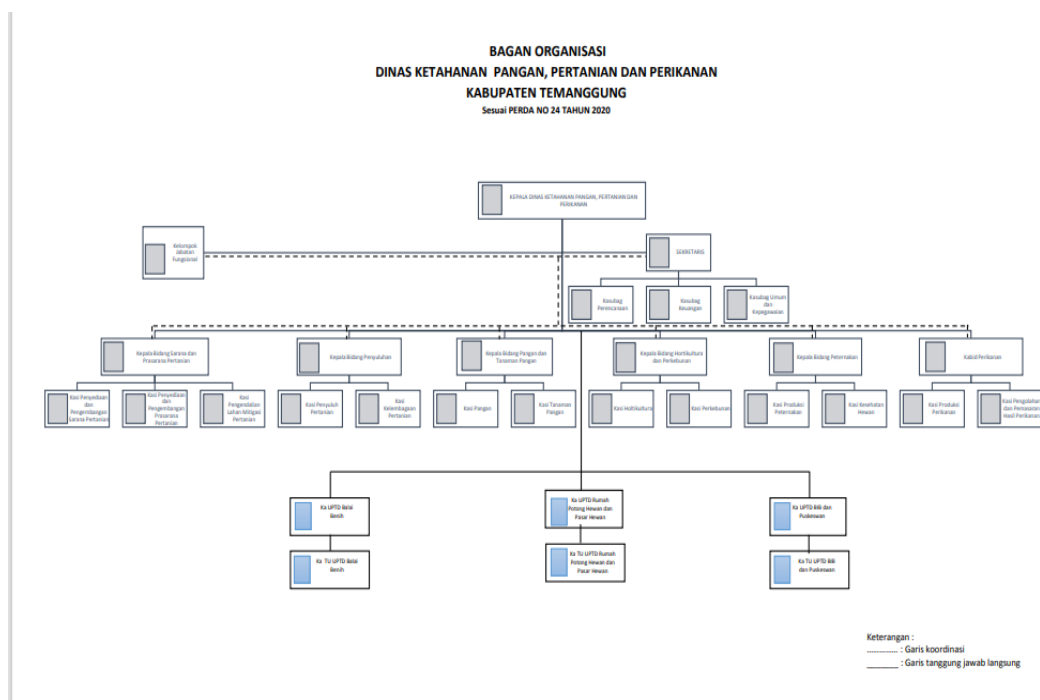 BAGAN ORGANISASI
DINAS KETAHANAN PANGAN, PERTANIAN DAN PERIKANAN
KABUPATEN TEMANGGUNG
Sesuai PERDA NO 24 TAHUN 2020
KEPALA DINAS KETAHANAN PANGAN, PERTANIAN DAN
PERIKANAN
Kelompok
Jabatan
Fungsional
SEKRETARIS
Kasubag
Perencanaan
Kasubag
Keuangan
Kasubag Umum
dan
Kepegawaian
Kepala Bidang Sarana dan
Prasarana Pertanian
Kepala Bidang Penyuluhan
Kepala Bidang Pangan dan
Tanaman Pangan
Kepala Bidang Hortikultura
dan Perkebunan
Kepala Bidang Peternakan
Kabid Perikanan
Kasi Penyediaan
dan
Pengembangan
Sarana Pertanian
Kasi Penyediaan
dan
Pengembangan
Prasarana
Pertanian
Kasi
Pengendalian
Lahan Mitigasi
Pertanian
Kasi Penyuluh
Pertanian
Kasi
Kelembagaan
Pertanian
Kasi Pangan
Kasi Tanaman
Pangan
Kasi Holtikultura
Kasi Perkebunan
Kasi Produksi
Peternakan
Kasi Kesehatan
Hewan
Kasi Produksi
Perikanan
Kasi Pengolahan
dan Pemasaran
Hasil Perikanan
Ka UPTD Balai
Benih
Ka UPTD Rumah
Potong Hewan dan
Pasar Hewan
Ka UPTD BIB dan
Puskeswan
Ka TU UPTD Balai
Benih
Ka TU UPTD Rumah
Potong Hewan dan
Pasar Hewan
Ka TU UPTD BIB
dan Puskeswan
Keterangan :
.............. : Garis koordinasi
_______ : Garis tanggung jawab langsung